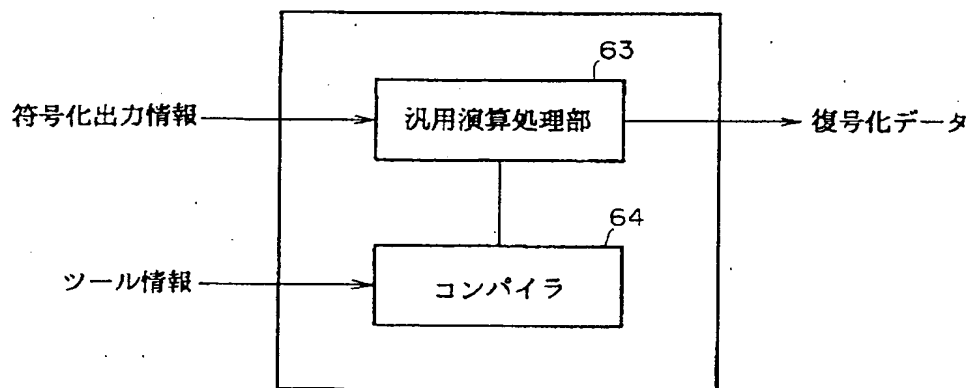 63
符号化出力情報
汎用演算処理部
復号化データ
64
ツール情報
コンパイラ